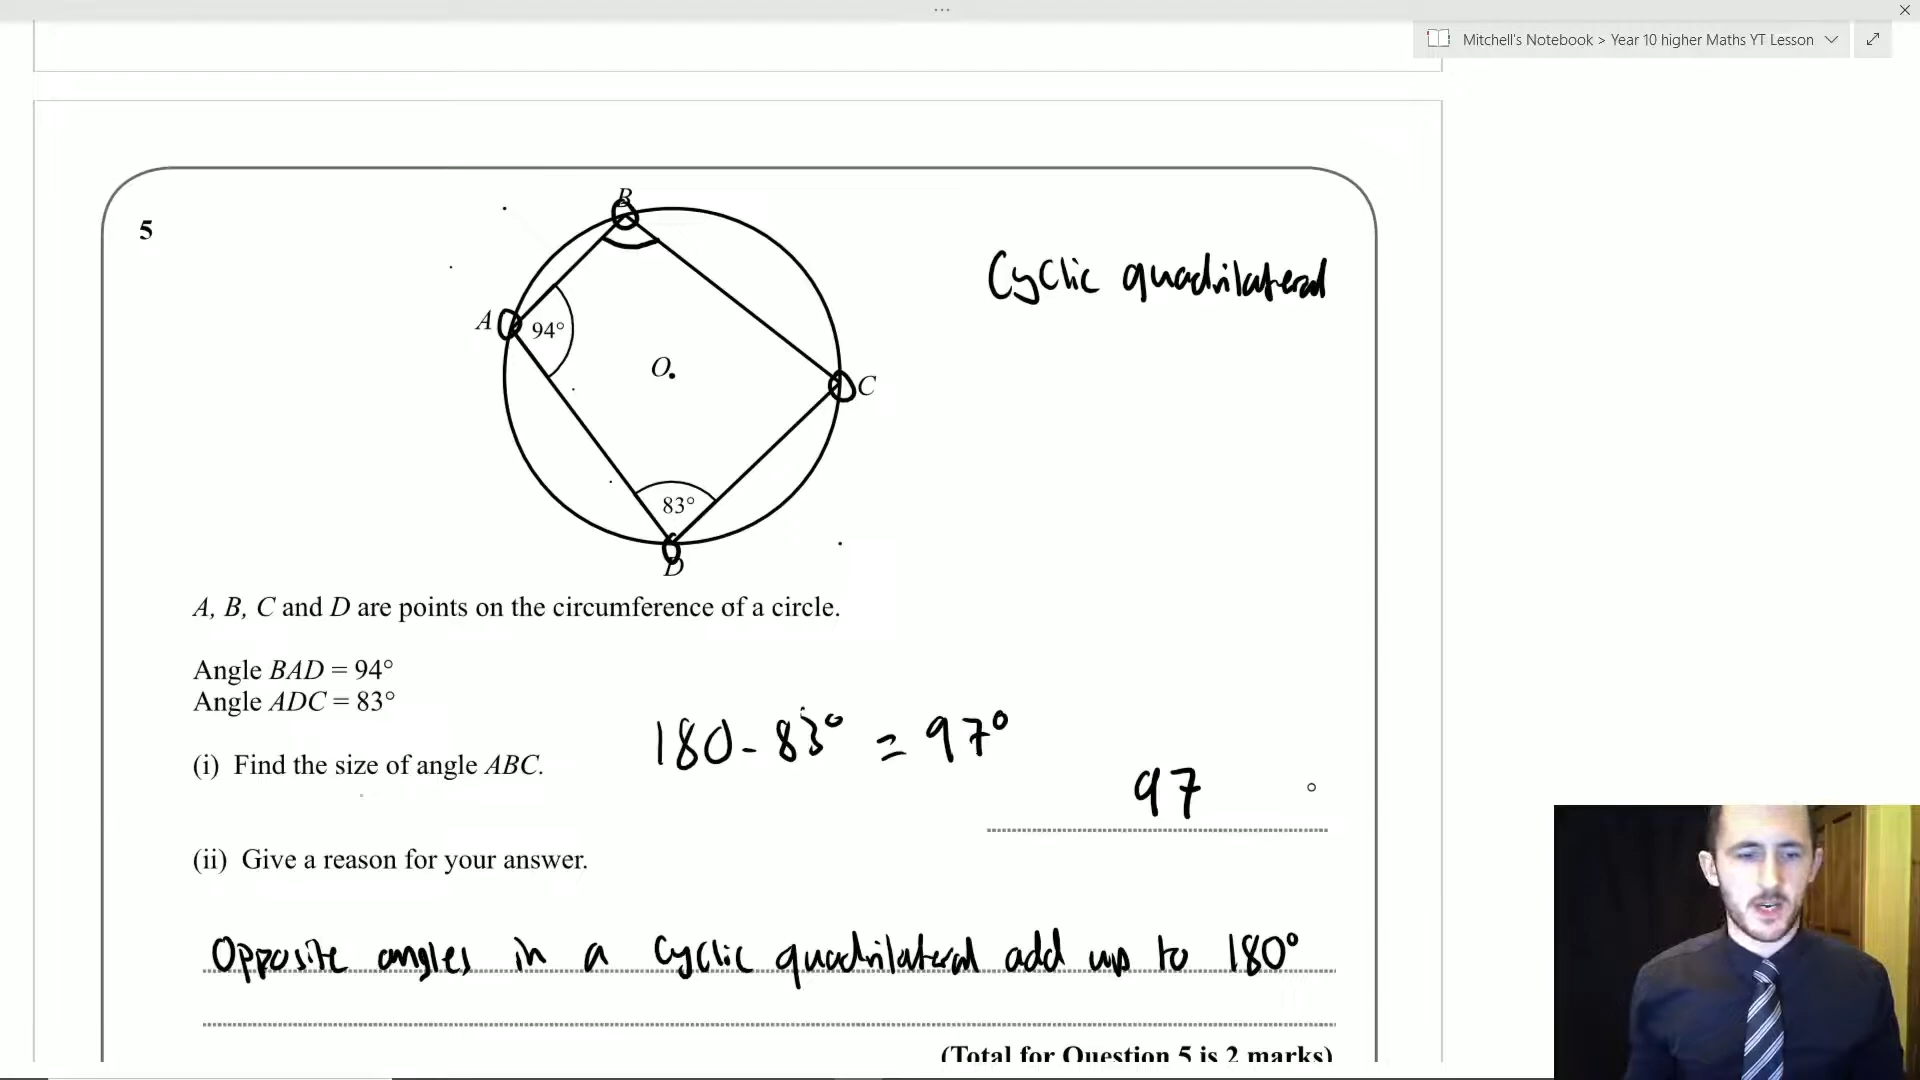 Mitchell's Notebook > Year 10 higher Maths YT Lesson
5
B
Cyclic quadrilateral
A
94°
O
C
83°
D
A, B, C and D are points on the circumference of a circle.
Angle BAD = 94°
Angle ADC = 83°
180 - 83° = 97°
(i) Find the size of angle ABC.
97 °
(ii) Give a reason for your answer.
Opposite angles in a cyclic quadrilateral add up to 180°
(Total for Question 5 is 2 marks)